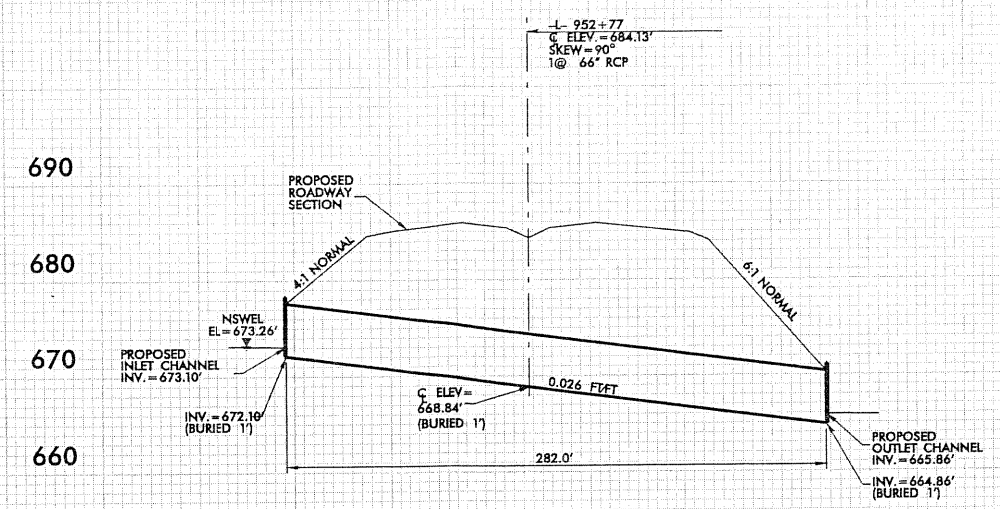 -L- 952+77
℄ ELEV.=684.13'
SKEW=90°
1@ 66" RCP
690
PROPOSED
ROADWAY
SECTION
680
4:1 NORMAL
6:1 NORMAL
NSWEL
EL=673.26'
670
PROPOSED
INLET CHANNEL
INV.=673.10'
℄ ELEV=
668.84'
(BURIED 1')
0.026 FT/FT
INV.=672.10'
(BURIED 1')
660
282.0'
PROPOSED
OUTLET CHANNEL
INV.=665.86'
INV.=664.86'
(BURIED 1')